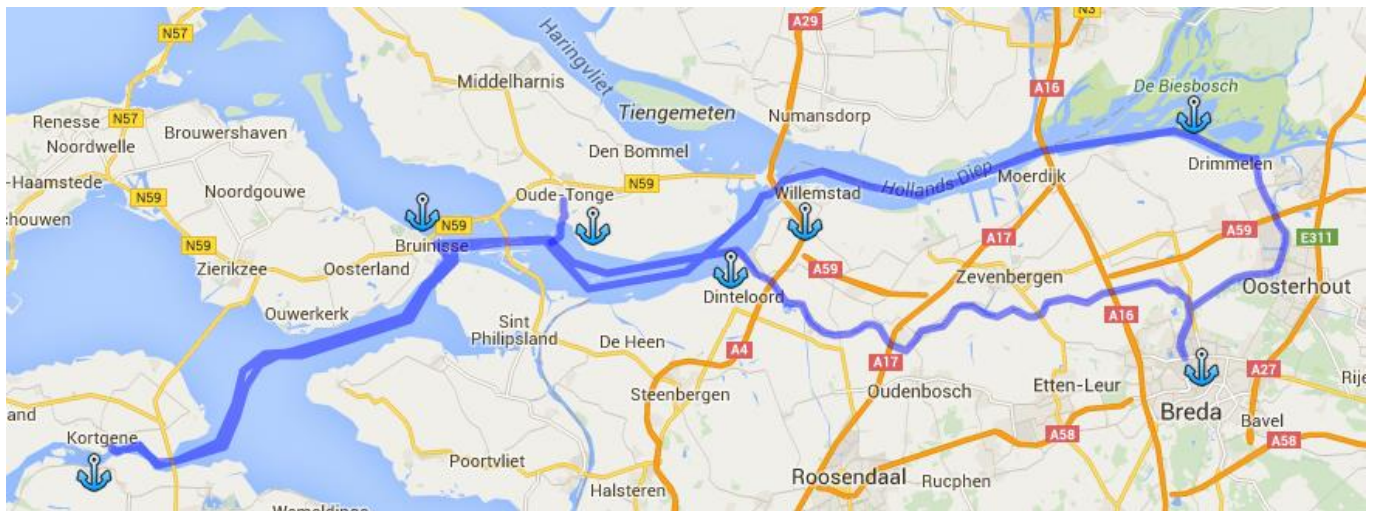 N57
Renesse
N57
Noordwelle
Brouwershaven
-Haamstede
Noordgouwe
chouwen
N59
Zierikzee
Oosterland
Ouwerkerk
Bruinisse
N59
Middelharnis
Haringvliet
Tiengemeten
Den Bommel
Oude-Tonge
N59
A29
Numansdorp
Willemstad
Hollands Diep
Moerdijk
A16
N3
De Biesbosch
Drimmelen
A59
E311
Oosterhout
A17
Zevenbergen
A59
Dinteloord
A16
Sint
Philipsland
De Heen
A4
Steenbergen
A17
Oudenbosch
Etten-Leur
A27
Rije
Breda
Bavel
A58
A58
and
Kortgene
Poortvliet
Halsteren
Roosendaal
Rucphen